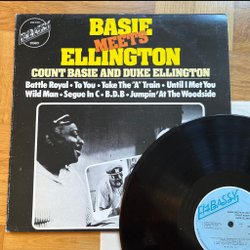 EMBASSY
BASIE
MEETS
ELLINGTON
COUNT BASIE AND DUKE ELLINGTON
Battle Royal • To You • Take The "A" Train • Until I Met You
Wild Man • Segue In C • B.D.B • Jumpin' At The Woodside
EMBASSY